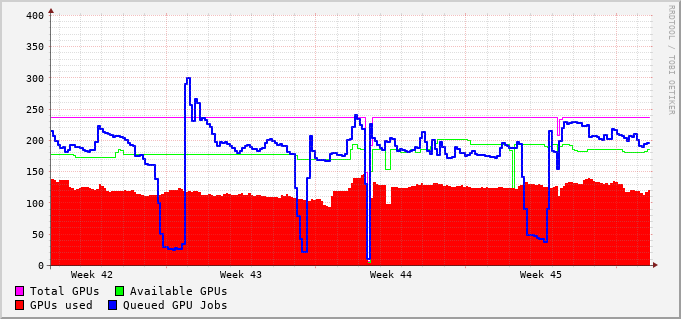 400
350
300
250
200
150
100
50
0
Week 42 Week 43 Week 44 Week 45
RRDTOOL / TOBI OETIKER
Total GPUs Available GPUs
GPUs used Queued GPU Jobs